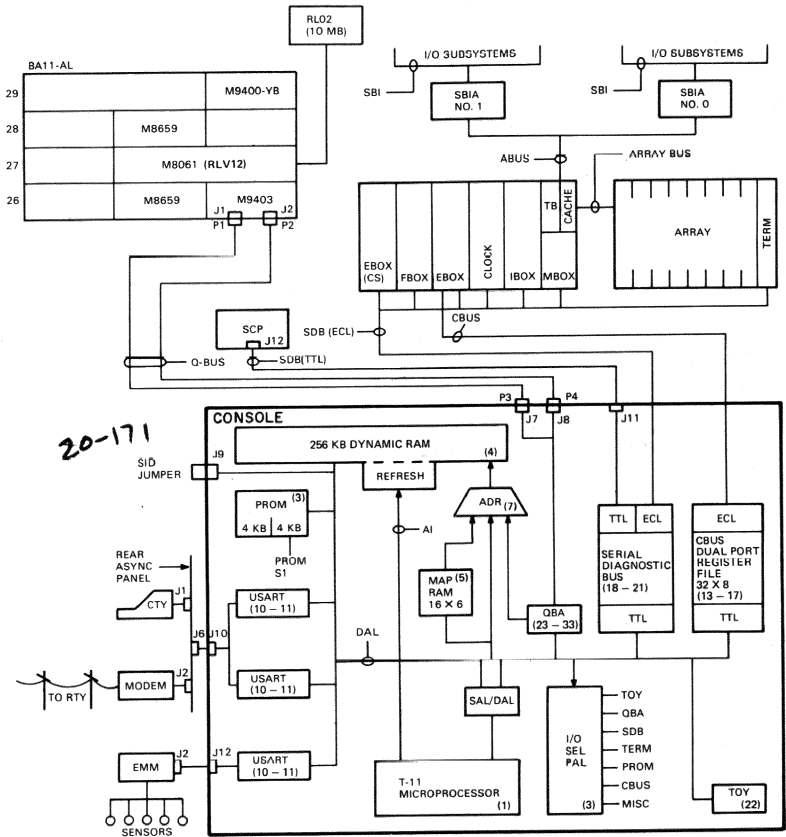 RL02
(10 MB)
BA11-AL
29
M9400-YB
28
M8659
27
M8061 (RLV12)
26
M8659
M9403
J1
J2
P1
P2
I/O SUBSYSTEMS
I/O SUBSYSTEMS
SBI
SBIA
NO. 1
SBI
SBIA
NO. 0
ABUS
ARRAY BUS
EBOX
(CS)
FBOX
EBOX
CLOCK
IBOX
TB
CACHE
MBOX
ARRAY
TERM
SCP
J12
SDB (ECL)
CBUS
Q-BUS
SDB(TTL)
P3
P4
J7
J8
J11
CONSOLE
20-171
J9
SID
JUMPER
256 KB DYNAMIC RAM
(4)
REFRESH
PROM
(3)
4 KB
4 KB
PROM
S1
ADR
(7)
AI
TTL
ECL
SERIAL
DIAGNOSTIC
BUS
(18 – 21)
TTL
ECL
CBUS
DUAL PORT
REGISTER
FILE
32 X 8
(13 – 17)
TTL
REAR
ASYNC
PANEL
J1
CTY
MAP (5)
RAM
16 X 6
USART
(10 – 11)
QBA
(23 – 33)
J6
J10
DAL
TO RTY
MODEM
J2
USART
(10 – 11)
SAL/DAL
I/O
SEL
PAL
(3)
TOY
QBA
SDB
TERM
PROM
CBUS
MISC
EMM
J2
J12
USART
(10 – 11)
T-11
MICROPROCESSOR
(1)
TOY
(22)
SENSORS